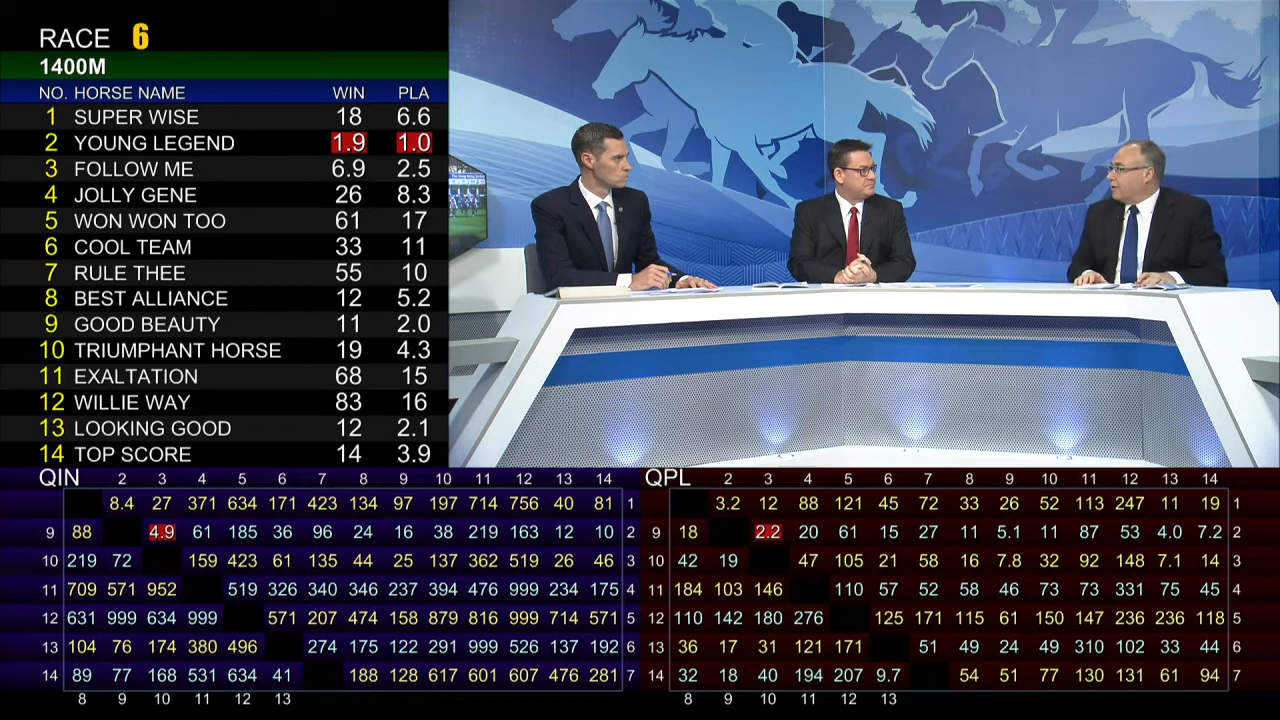 RACE 6
1400M
NO. HORSE NAME WIN PLA
1 SUPER WISE 18 6.6
2 YOUNG LEGEND 1.9 1.0
3 FOLLOW ME 6.9 2.5
4 JOLLY GENE 26 8.3
5 WON WON TOO 61 17
6 COOL TEAM 33 11
7 RULE THEE 55 10
8 BEST ALLIANCE 12 5.2
9 GOOD BEAUTY 11 2.0
10 TRIUMPHANT HORSE 19 4.3
11 EXALTATION 68 15
12 WILLIE WAY 83 16
13 LOOKING GOOD 12 2.1
14 TOP SCORE 14 3.9
QIN 2 3 4 5 6 7 8 9 10 11 12 13 14
8.4 27 371 634 171 423 134 97 197 714 756 40 81 1
9 88 4.9 61 185 36 96 24 16 38 219 163 12 10 2
10 219 72 159 423 61 135 44 25 137 362 519 26 46 3
11 709 571 952 519 326 340 346 237 394 476 999 234 175 4
12 631 999 634 999 571 207 474 158 879 816 999 714 571 5
13 104 76 174 380 496 274 175 122 291 999 526 137 192 6
14 89 77 168 531 634 41 188 128 617 601 607 476 281 7
8 9 10 11 12 13
QPL 2 3 4 5 6 7 8 9 10 11 12 13 14
3.2 12 88 121 45 72 33 26 52 113 247 11 19 1
9 18 2.2 20 61 15 27 11 5.1 11 87 53 4.0 7.2 2
10 42 19 47 105 21 58 16 7.8 32 92 148 7.1 14 3
11 184 103 146 110 57 52 58 46 73 73 331 75 45 4
12 110 142 180 276 125 171 115 61 150 147 236 236 118 5
13 36 17 31 121 171 51 49 24 49 310 102 33 44 6
14 32 18 40 194 207 9.7 54 51 77 130 131 61 94 7
8 9 10 11 12 13